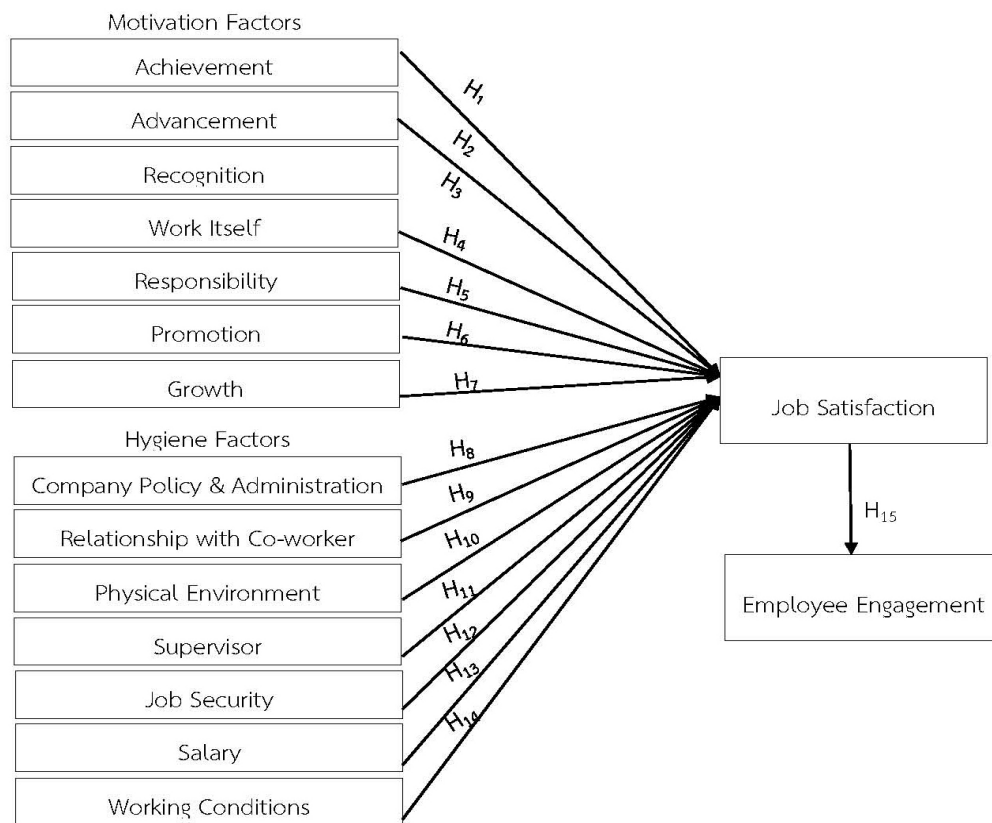 Motivation Factors
Achievement
Advancement
Recognition
Work Itself
Responsibility
Promotion
Growth
Hygiene Factors
Company Policy & Administration
Relationship with Co-worker
Physical Environment
Supervisor
Job Security
Salary
Working Conditions
H₁
H₂
H₃
H₄
H₅
H₆
H₇
H₈
H₉
H₁₀
H₁₁
H₁₂
H₁₃
H₁₄
Job Satisfaction
H₁₅
Employee Engagement